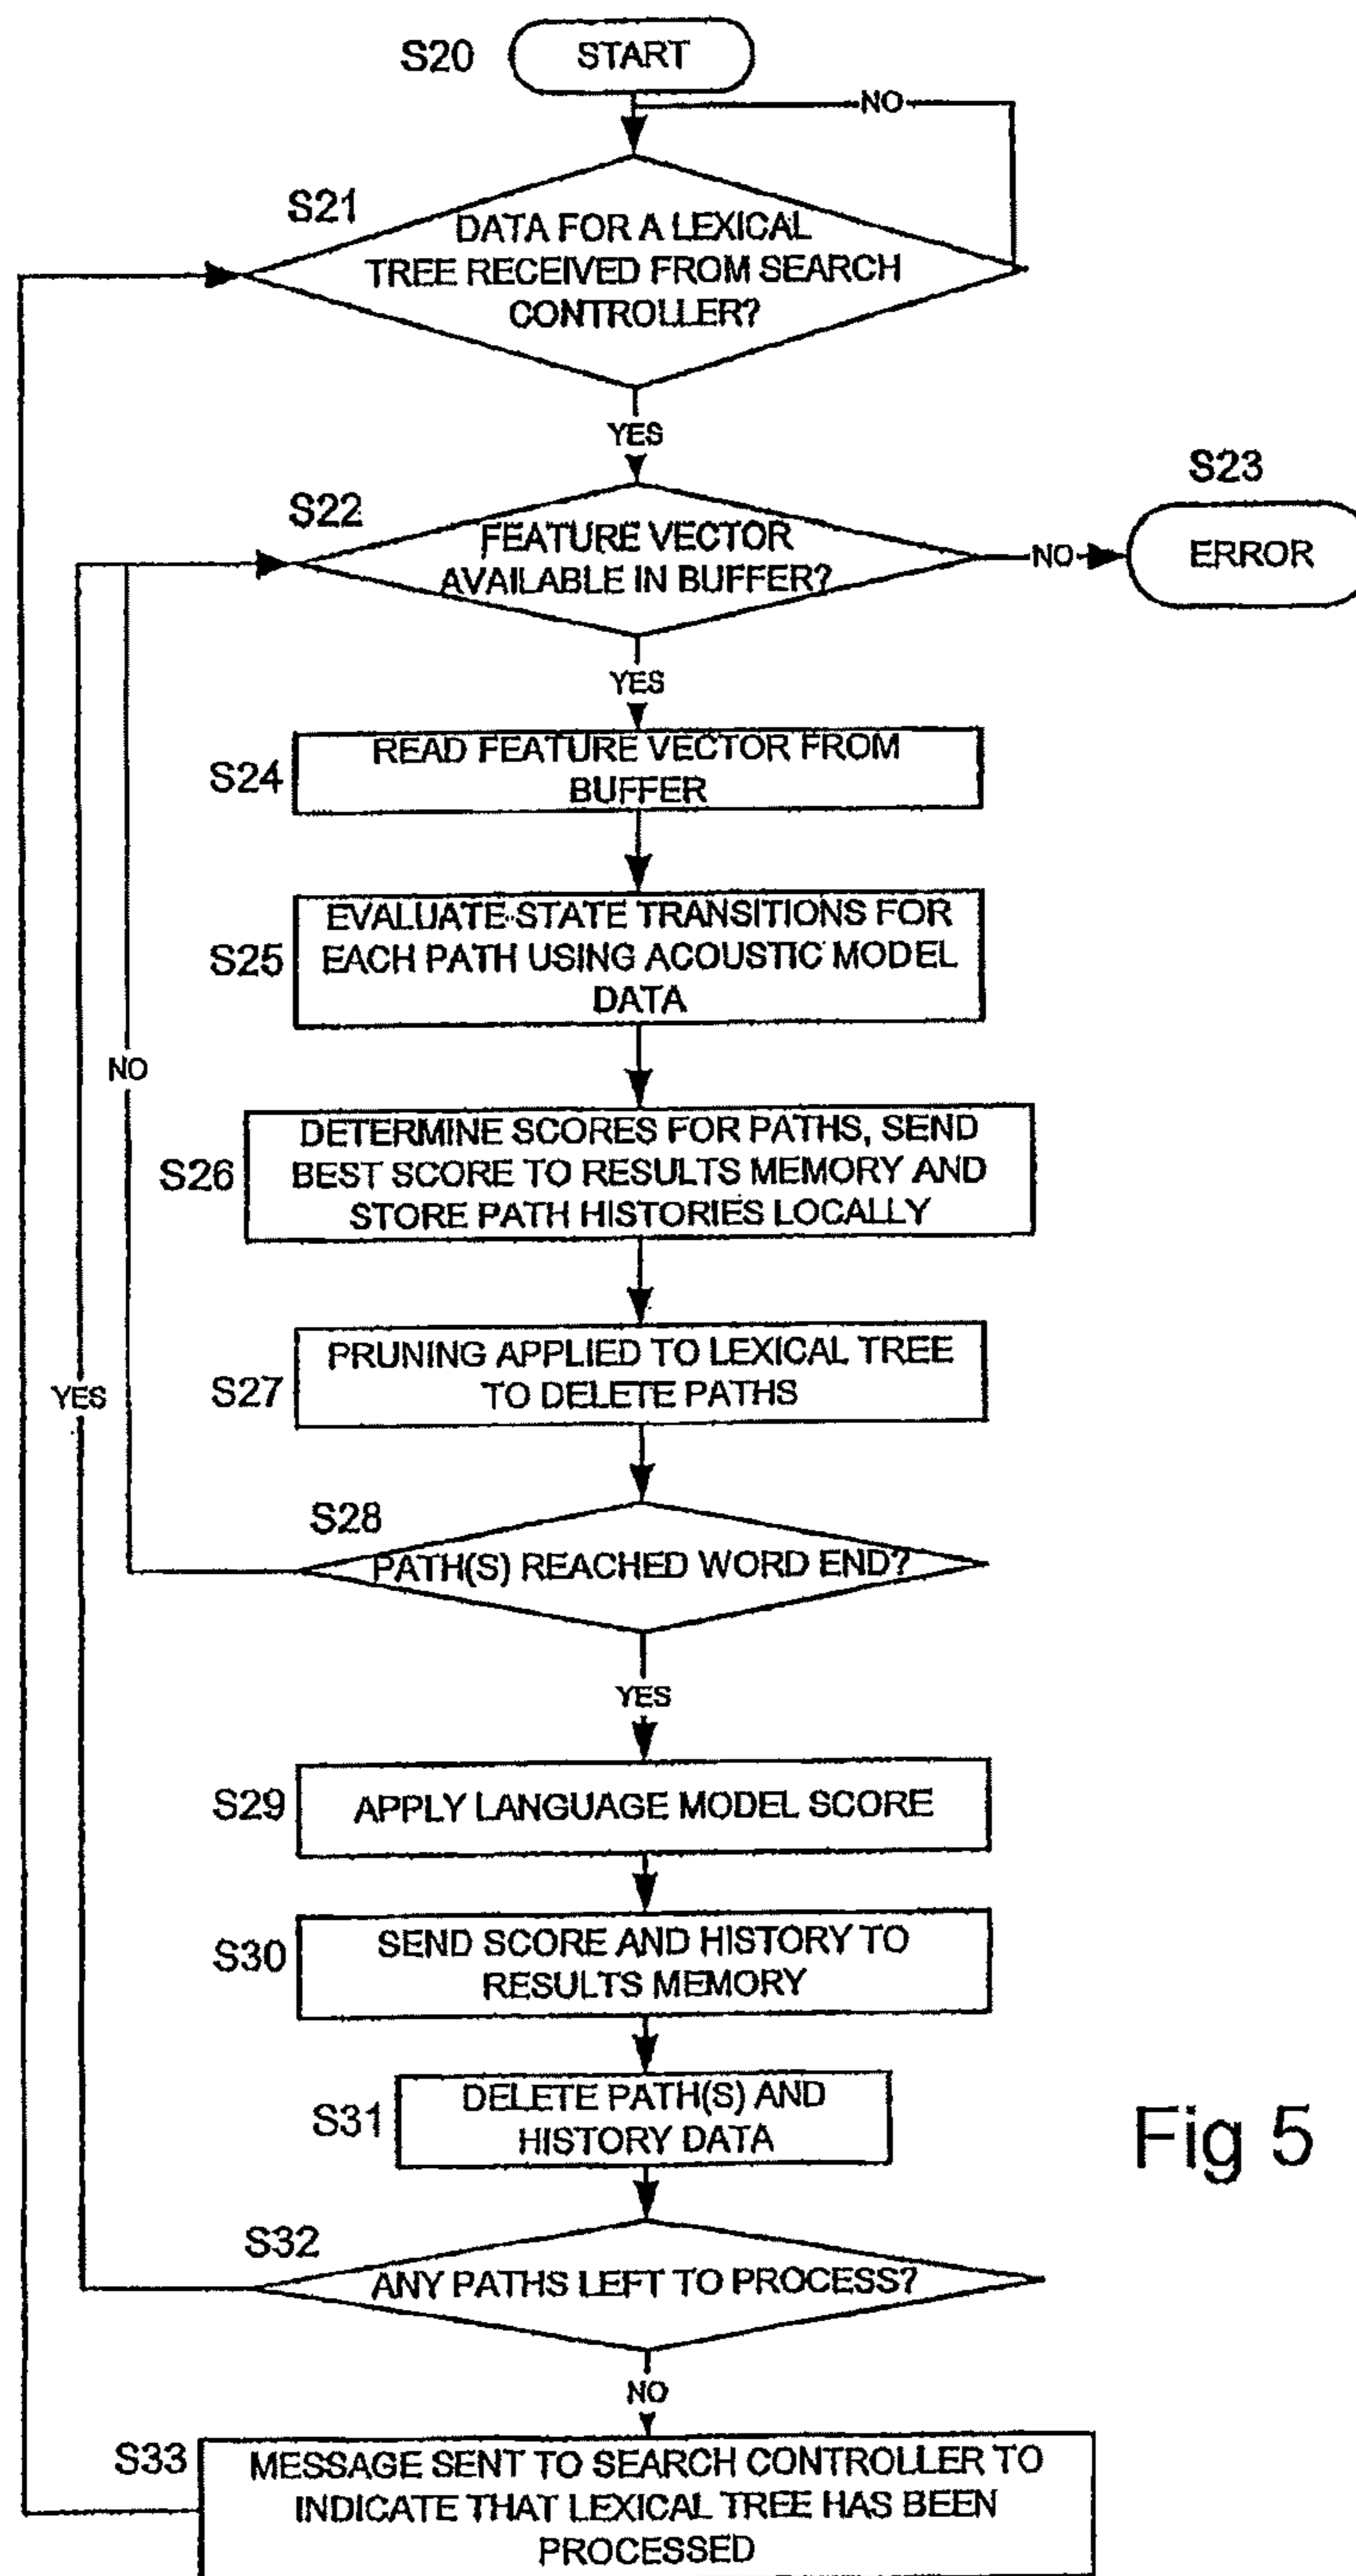 S20
START
NO
S21
DATA FOR A LEXICAL
TREE RECEIVED FROM SEARCH
CONTROLLER?
YES
S22
FEATURE VECTOR
AVAILABLE IN BUFFER?
NO
S23
ERROR
YES
S24
READ FEATURE VECTOR FROM
BUFFER
S25
EVALUATE STATE TRANSITIONS FOR
EACH PATH USING ACOUSTIC MODEL
DATA
NO
S26
DETERMINE SCORES FOR PATHS, SEND
BEST SCORE TO RESULTS MEMORY AND
STORE PATH HISTORIES LOCALLY
S27
PRUNING APPLIED TO LEXICAL TREE
TO DELETE PATHS
YES
S28
PATH(S) REACHED WORD END?
YES
S29
APPLY LANGUAGE MODEL SCORE
S30
SEND SCORE AND HISTORY TO
RESULTS MEMORY
S31
DELETE PATH(S) AND
HISTORY DATA
Fig 5
S32
ANY PATHS LEFT TO PROCESS?
NO
S33
MESSAGE SENT TO SEARCH CONTROLLER TO
INDICATE THAT LEXICAL TREE HAS BEEN
PROCESSED